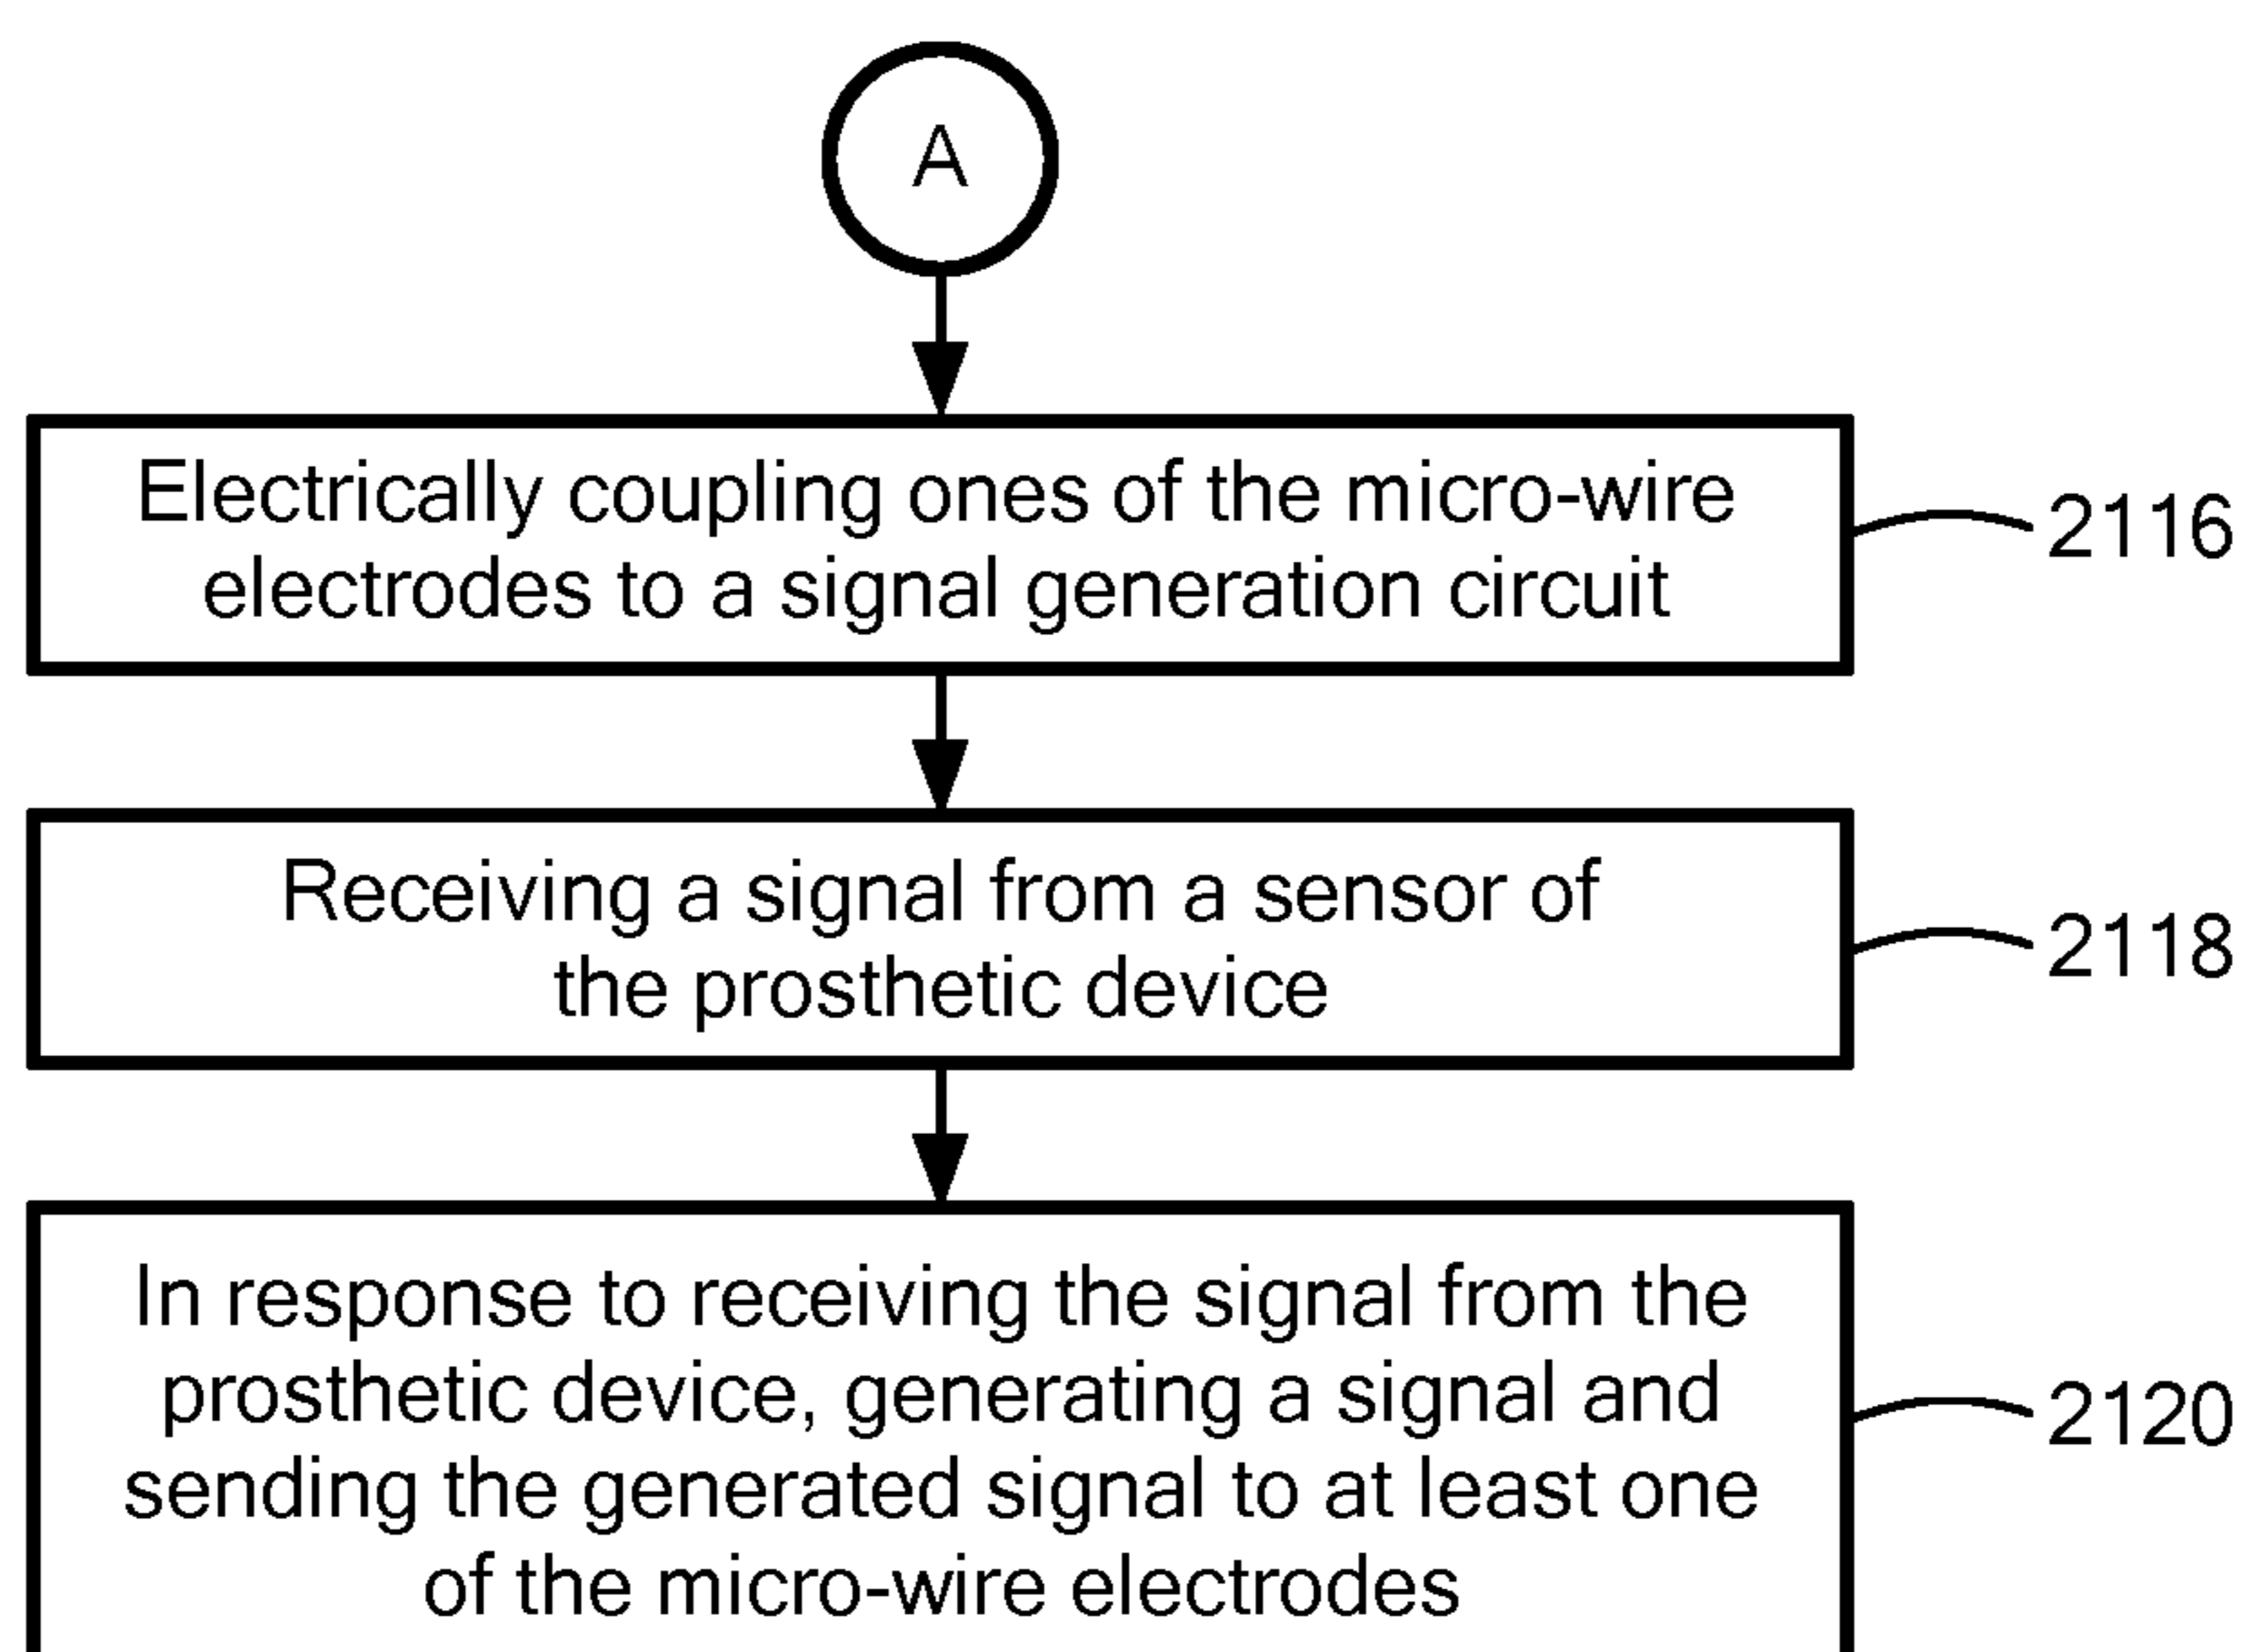 A
Electrically coupling ones of the micro-wire
electrodes to a signal generation circuit
2116
Receiving a signal from a sensor of
the prosthetic device
2118
In response to receiving the signal from the
prosthetic device, generating a signal and
sending the generated signal to at least one
of the micro-wire electrodes
2120